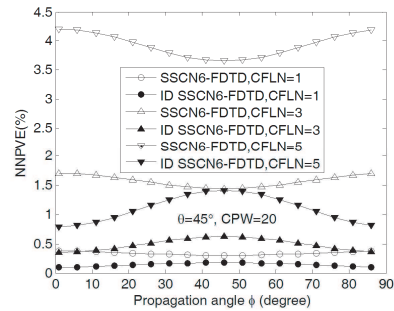 4.5
4
3.5
3
2.5
2
1.5
1
0.5
0
NNPVE(%)
SSCN6-FDTD,CFLN=1
ID SSCN6-FDTD,CFLN=1
SSCN6-FDTD,CFLN=3
ID SSCN6-FDTD,CFLN=3
SSCN6-FDTD,CFLN=5
ID SSCN6-FDTD,CFLN=5
θ=45°, CPW=20
0 10 20 30 40 50 60 70 80 90
Propagation angle ϕ (degree)